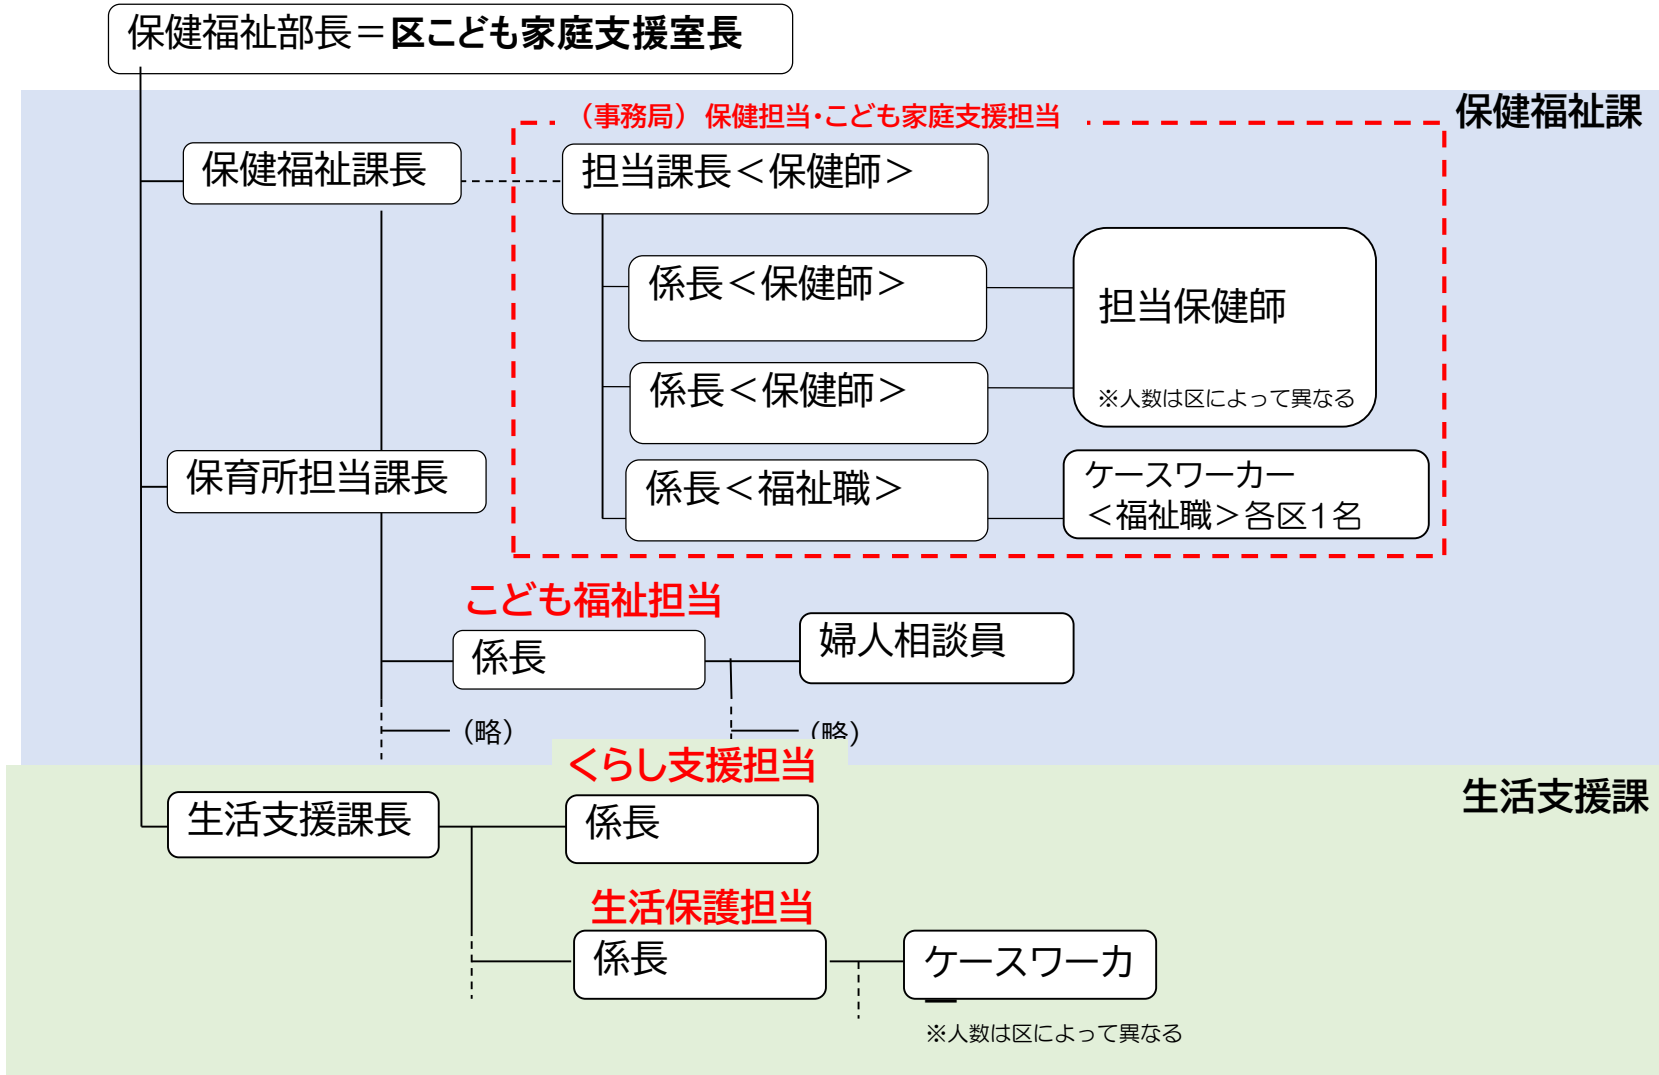 保健福祉部長＝区こども家庭支援室長
保健福祉課
（事務局）保健担当・こども家庭支援担当
保健福祉課長
担当課長＜保健師＞
係長＜保健師＞
担当保健師
※人数は区によって異なる
係長＜保健師＞
保育所担当課長
係長＜福祉職＞
ケースワーカー
＜福祉職＞各区1名
こども福祉担当
係長
婦人相談員
（略）
（略）
くらし支援担当
生活支援課
生活支援課長
係長
生活保護担当
係長
ケースワーカ
ー
※人数は区によって異なる